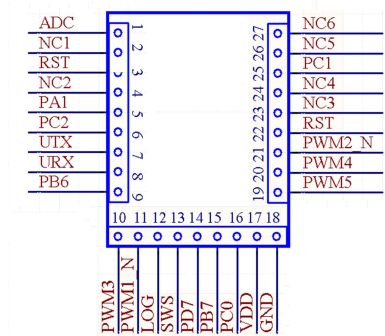 ADC
NC1
RST
NC2
PA1
PC2
UTX
URX
PB6
1
2
3
4
5
6
7
8
9
27
26
25
24
23
22
21
20
19
NC6
NC5
PC1
NC4
NC3
RST
PWM2_N
PWM4
PWM5
10 11 12 13 14 15 16 17 18
PWM3
PWM1_N
LOG
SWS
PD7
PB7
PC0
VDD
GND